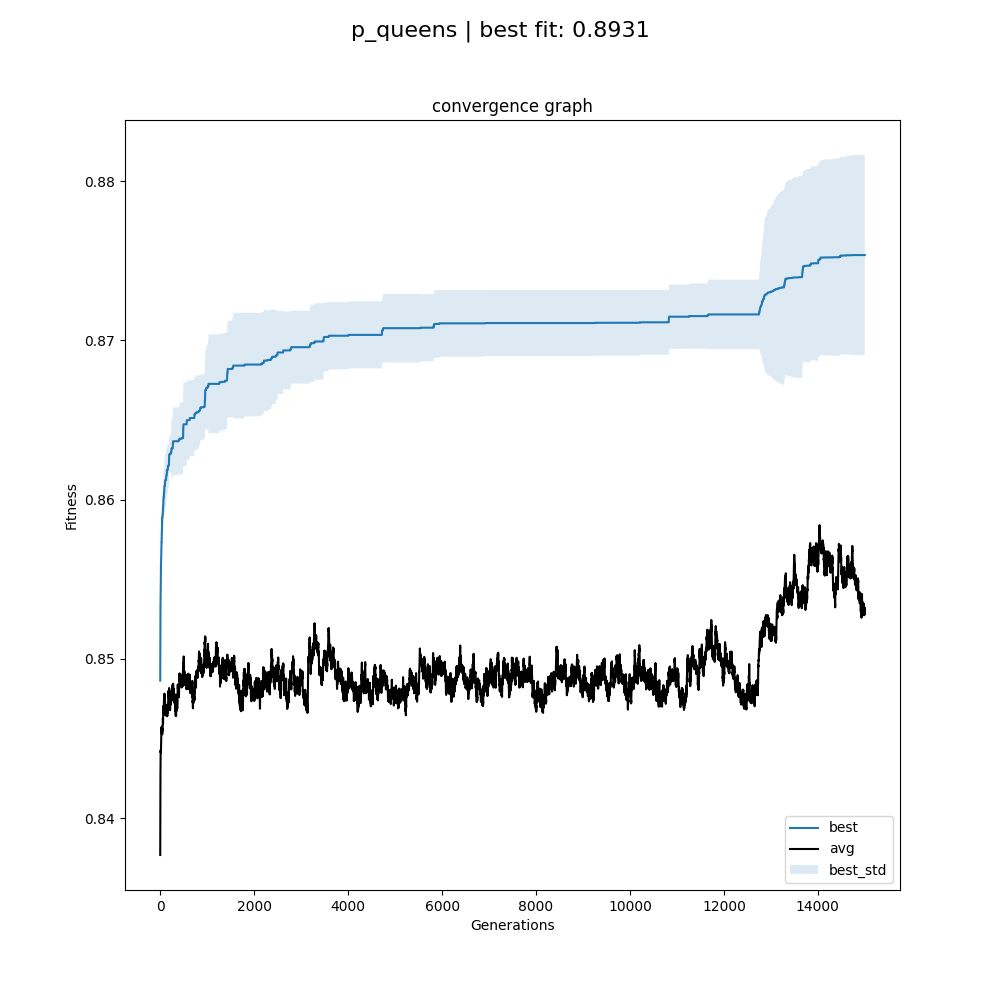 p_queens | best fit: 0.8931
convergence graph
0.88
0.87
0.86
0.85
0.84
Fitness
best
avg
best_std
0 2000 4000 6000 8000 10000 12000 14000
Generations